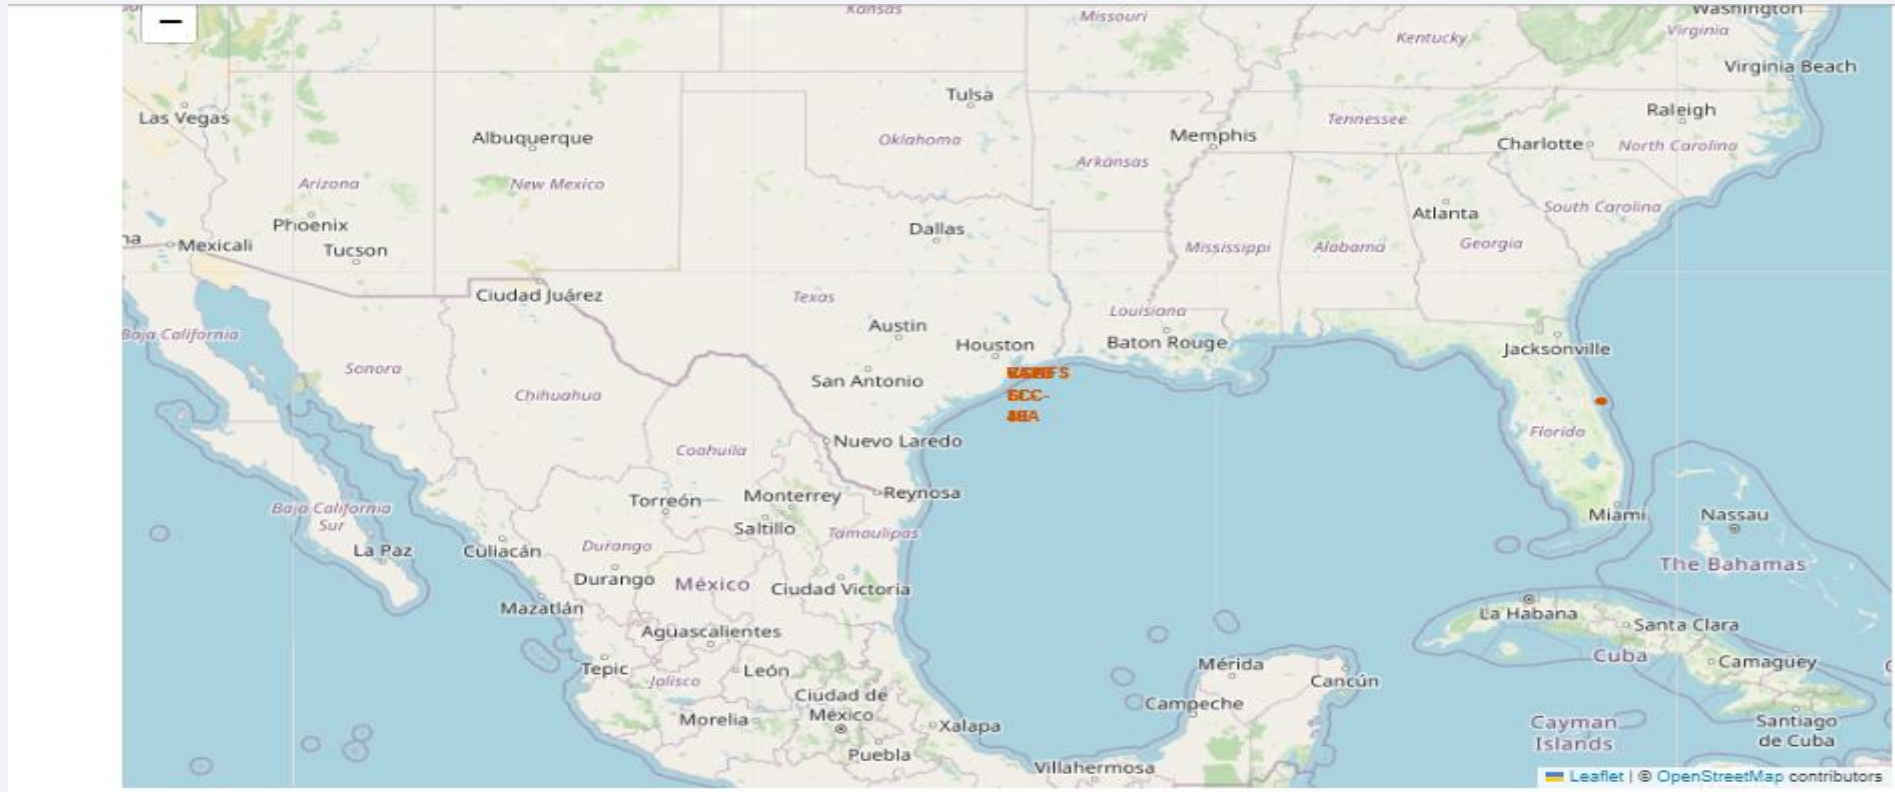 Kansas
Missouri
Washington
Kentucky
Virginia
Virginia Beach
Las Vegas
Tulsa
Raleigh
Albuquerque
Oklahoma
Memphis
Tennessee
Charlotte
North Carolina
Arkansas
Arizona
New Mexico
Phoenix
Dallas
Atlanta
South Carolina
Mexicali
Tucson
Mississippi
Alabama
Georgia
Ciudad Juárez
Texas
Louisiana
Baja California
Austin
Houston
Baton Rouge
Jacksonville
Sonora
San Antonio
Chihuahua
Florida
Nuevo Laredo
Coahuila
Torreón
Monterrey
Reynosa
Baja California
Sur
Saltillo
Tamaulipas
Miami
Nassau
La Paz
Culiacán
Durango
The Bahamas
Durango
México
Ciudad Victoria
Mazatlán
La Habana
Santa Clara
Aguascalientes
Cuba
Camagüey
Tepic
León
Jalisco
Mérida
Cancún
Ciudad de
México
Campeche
Morelia
Xalapa
Cayman
Islands
Santiago
de Cuba
Puebla
Villahermosa
Leaflet | © OpenStreetMap contributors